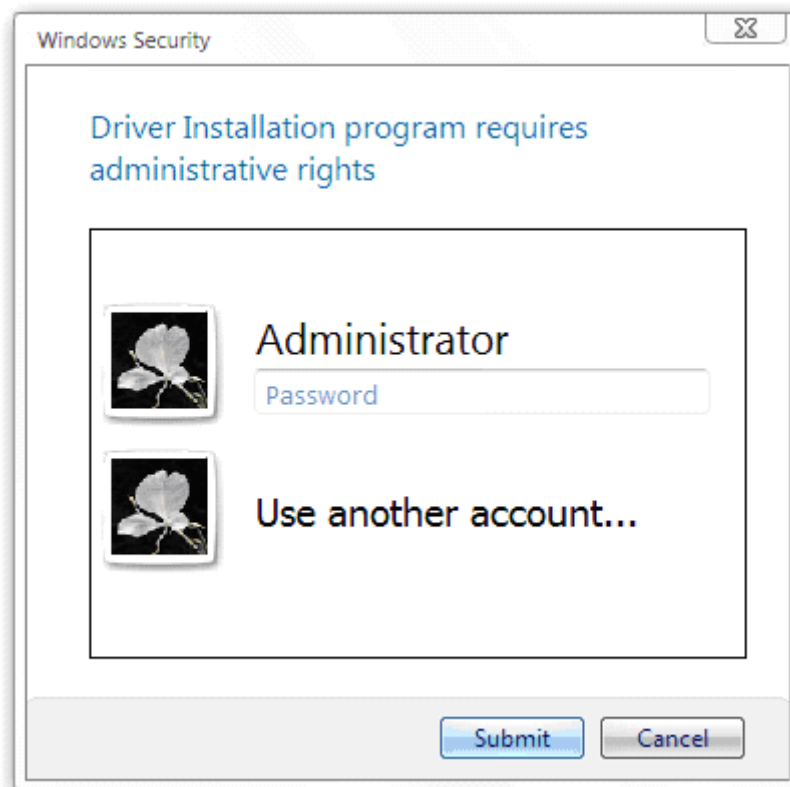 Windows Security
Driver Installation program requires
administrative rights
Administrator
Password
Use another account...
Submit
Cancel